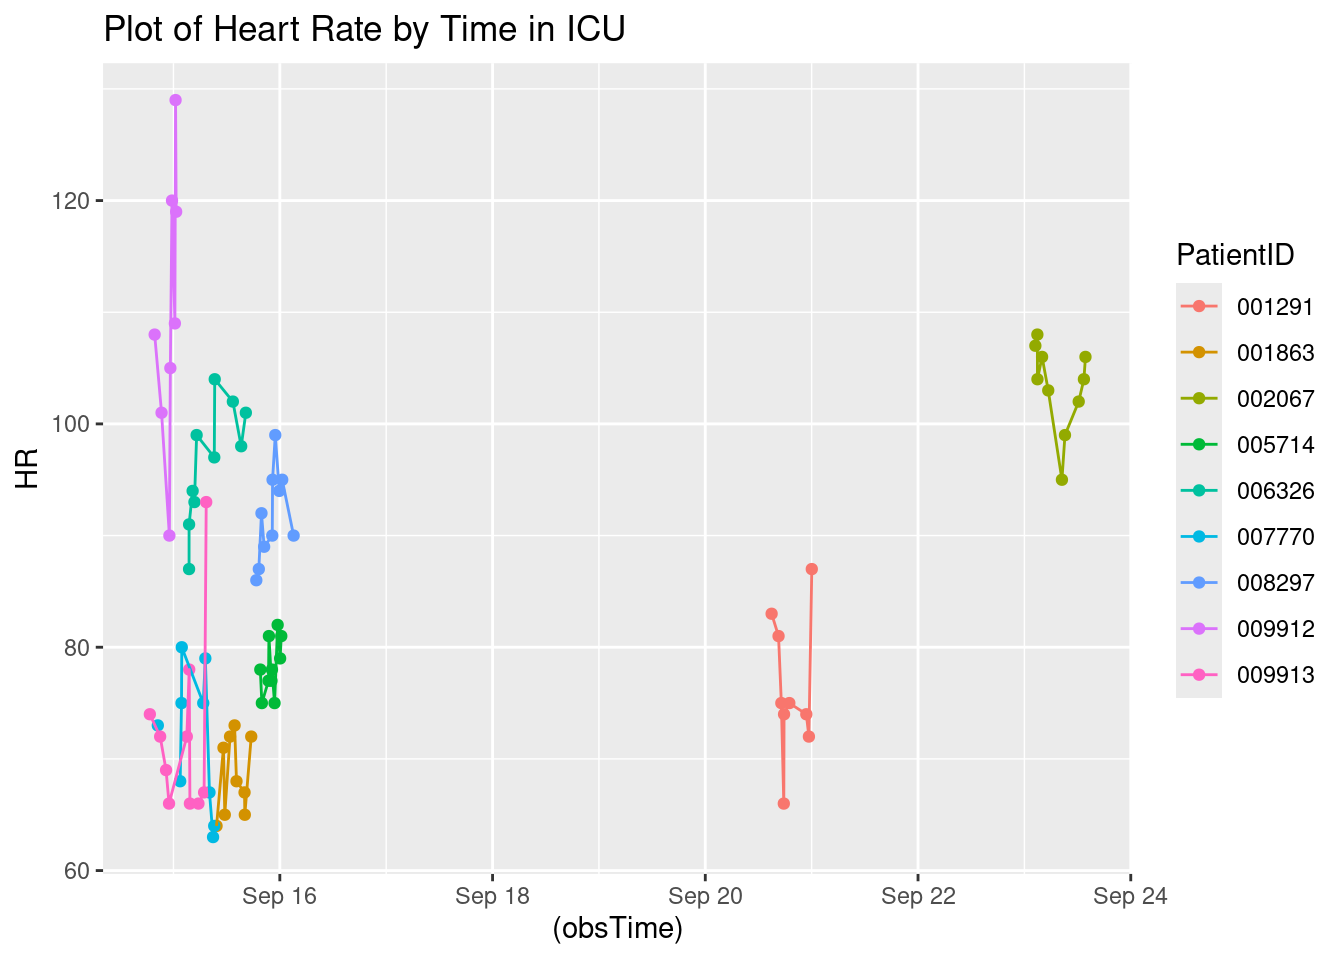 Plot of Heart Rate by Time in ICU
HR
120
100
80
60
Sep 16
Sep 18
Sep 20
Sep 22
Sep 24
(obsTime)
PatientID
001291
001863
002067
005714
006326
007770
008297
009912
009913